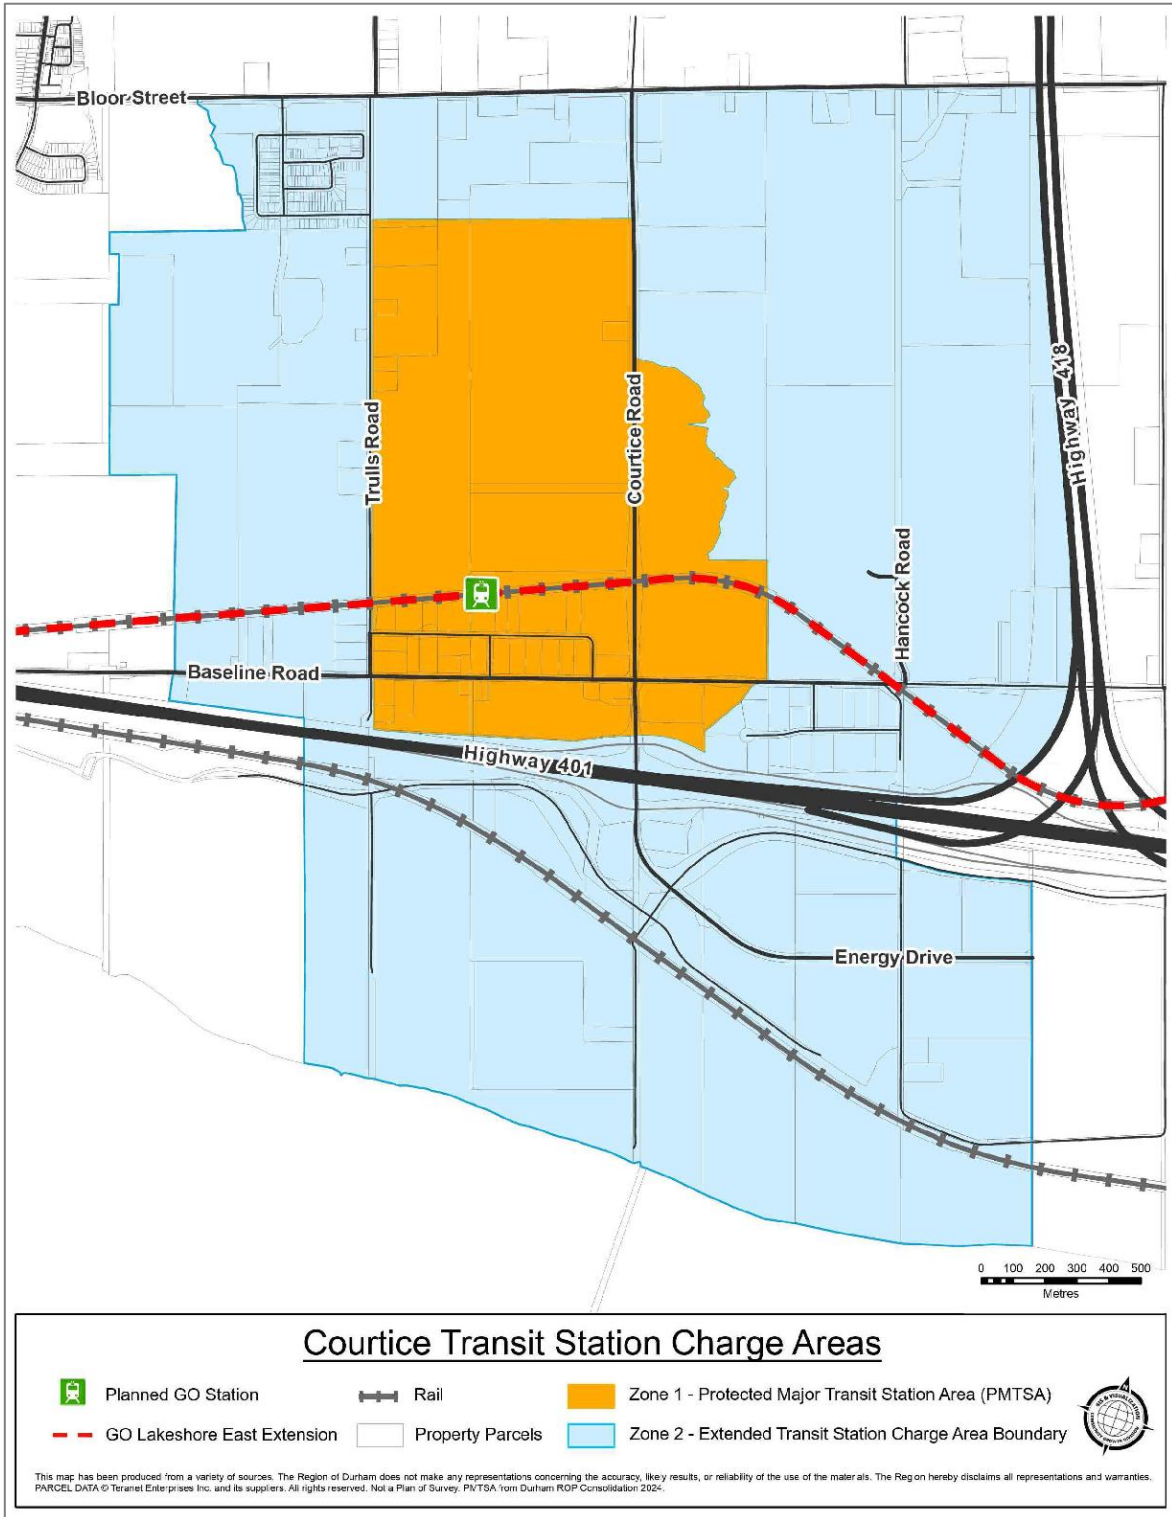 Bloor Street
Highway 418
Trulls Road
Courtice Road
Hancock Road
Baseline Road
Highway 401
Energy Drive
0 100 200 300 400 500
Metres
Courtice Transit Station Charge Areas
Planned GO Station
Rail
Zone 1 - Protected Major Transit Station Area (PMTSA)
GO Lakeshore East Extension
Property Parcels
Zone 2 - Extended Transit Station Charge Area Boundary
This map has been produced from a variety of sources. The Region of Durham does not make any representations concerning the accuracy, likely results, or reliability of the use of the materials. The Region hereby disclaims all representations and warranties.
PARCEL DATA © Teranet Enterprises Inc. and its suppliers. All rights reserved. Not a Plan of Survey. PMTSA from Durham ROP Consolidation 2024.